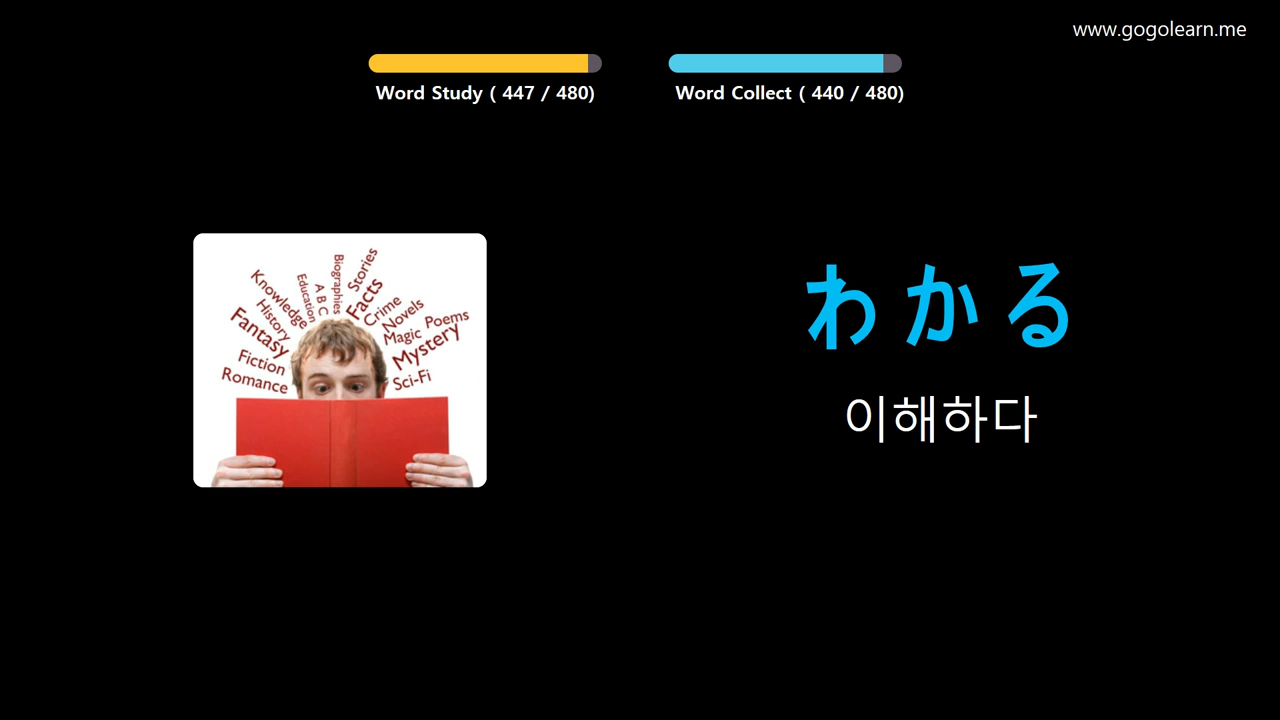 www.gogolearn.me
Word Study ( 447 / 480)
Word Collect ( 440 / 480)
Stories
Biographies
Facts
A B C
Education
Knowledge
History
Fantasy
Fiction
Romance
Crime
Novels
Magic
Poems
Mystery
Sci-Fi
わかる
이해하다